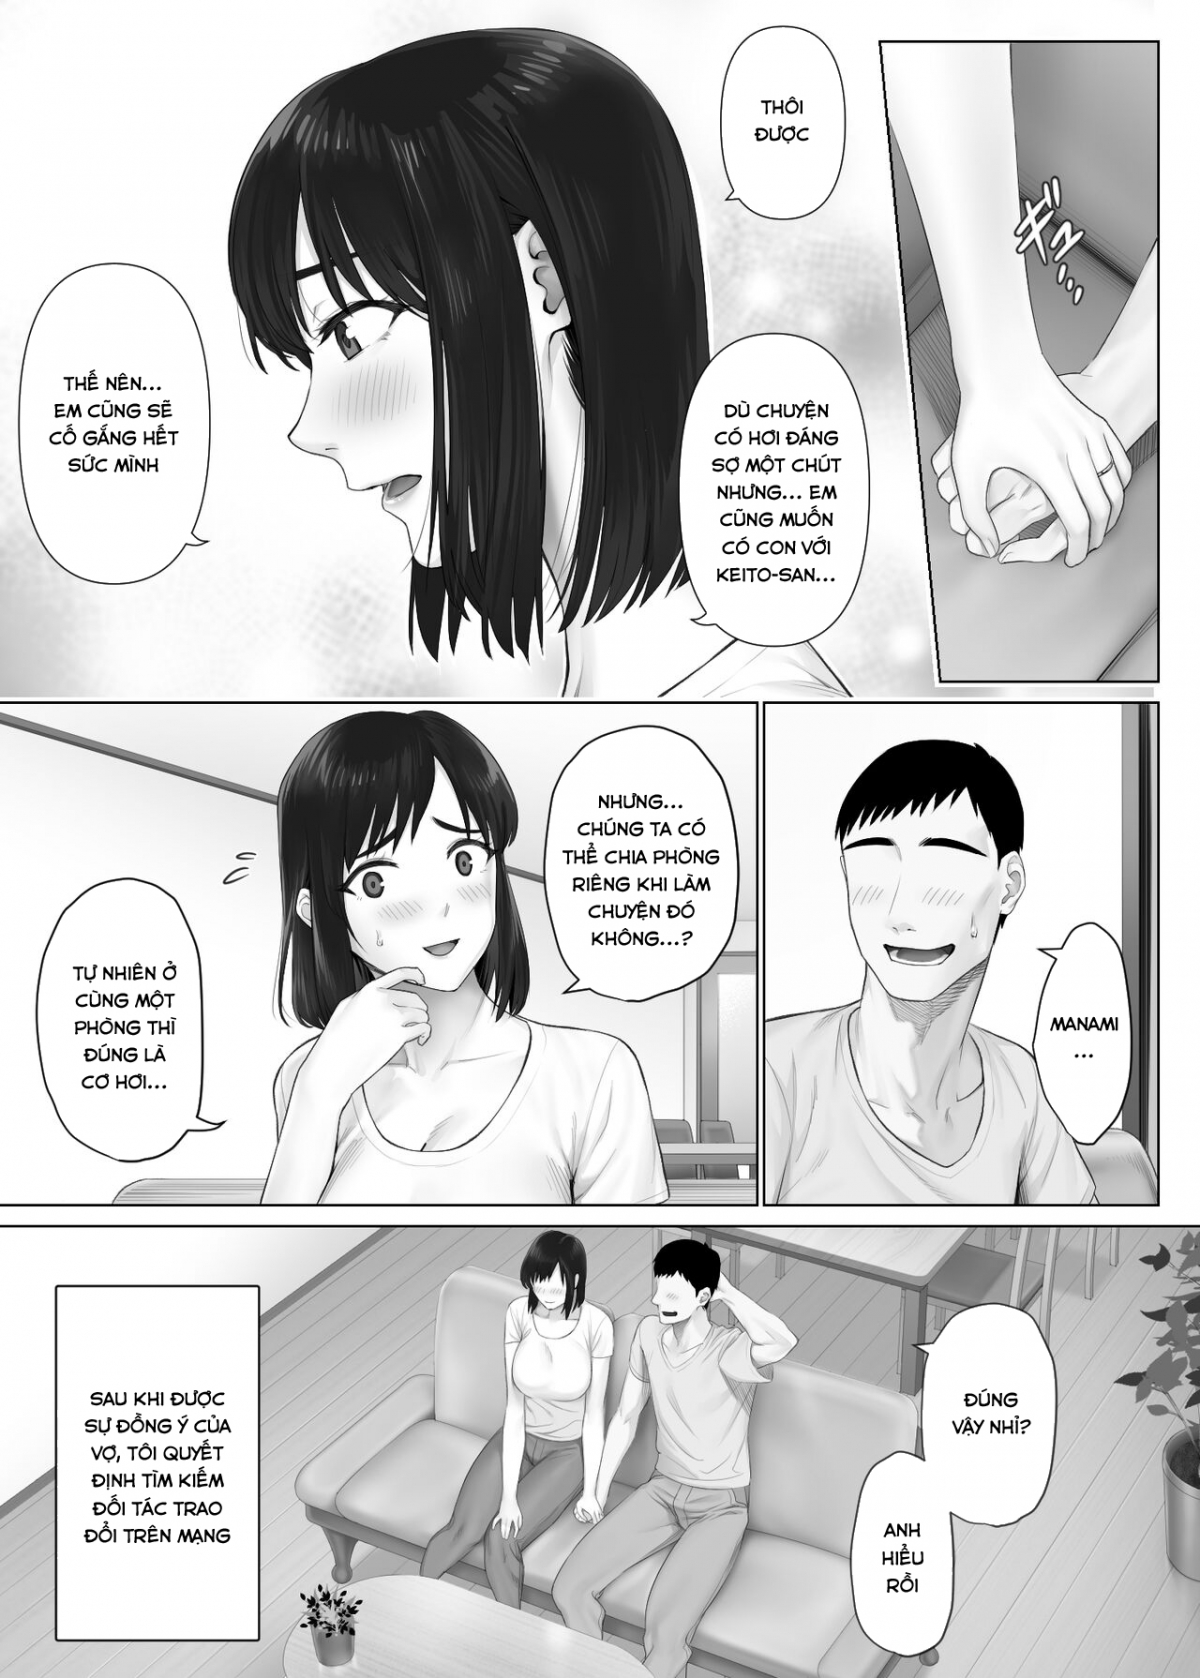 THÔI
ĐƯỢC
ギュ...
DÙ CHUYỆN
CÓ HƠI ĐÁNG
SỢ MỘT CHÚT
NHƯNG... EM
CŨNG MUỐN
CÓ CON VỚI
KEITO-SAN...
THẾ NÊN...
EM CŨNG SẼ
CỐ GẮNG HẾT
SỨC MÌNH
MANAMI
...
NHƯNG...
CHÚNG TA CÓ
THỂ CHIA PHÒNG
RIÊNG KHI LÀM
CHUYỆN ĐÓ
KHÔNG...?
TỰ NHIÊN Ở
CÙNG MỘT
PHÒNG THÌ
ĐÚNG LÀ
CƠ HƠI...
ĐÚNG
VẬY NHỈ?
ANH
HIỂU
RỒI
SAU KHI ĐƯỢC
SỰ ĐỒNG Ý CỦA
VỢ, TÔI QUYẾT
ĐỊNH TÌM KIẾM
ĐỐI TÁC TRAO
ĐỔI TRÊN MẠNG